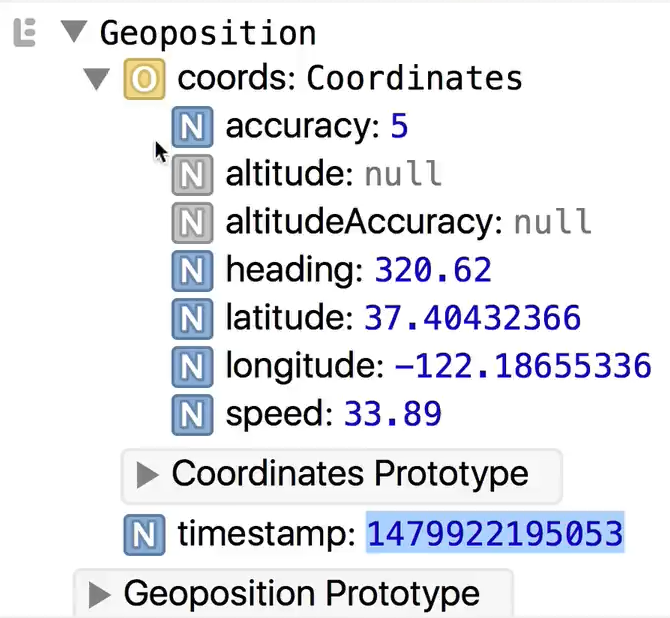 Geoposition
O coords: Coordinates
N accuracy: 5
N altitude: null
N altitudeAccuracy: null
N heading: 320.62
N latitude: 37.40432366
N longitude: -122.18655336
N speed: 33.89
Coordinates Prototype
N timestamp: 1479922195053
Geoposition Prototype